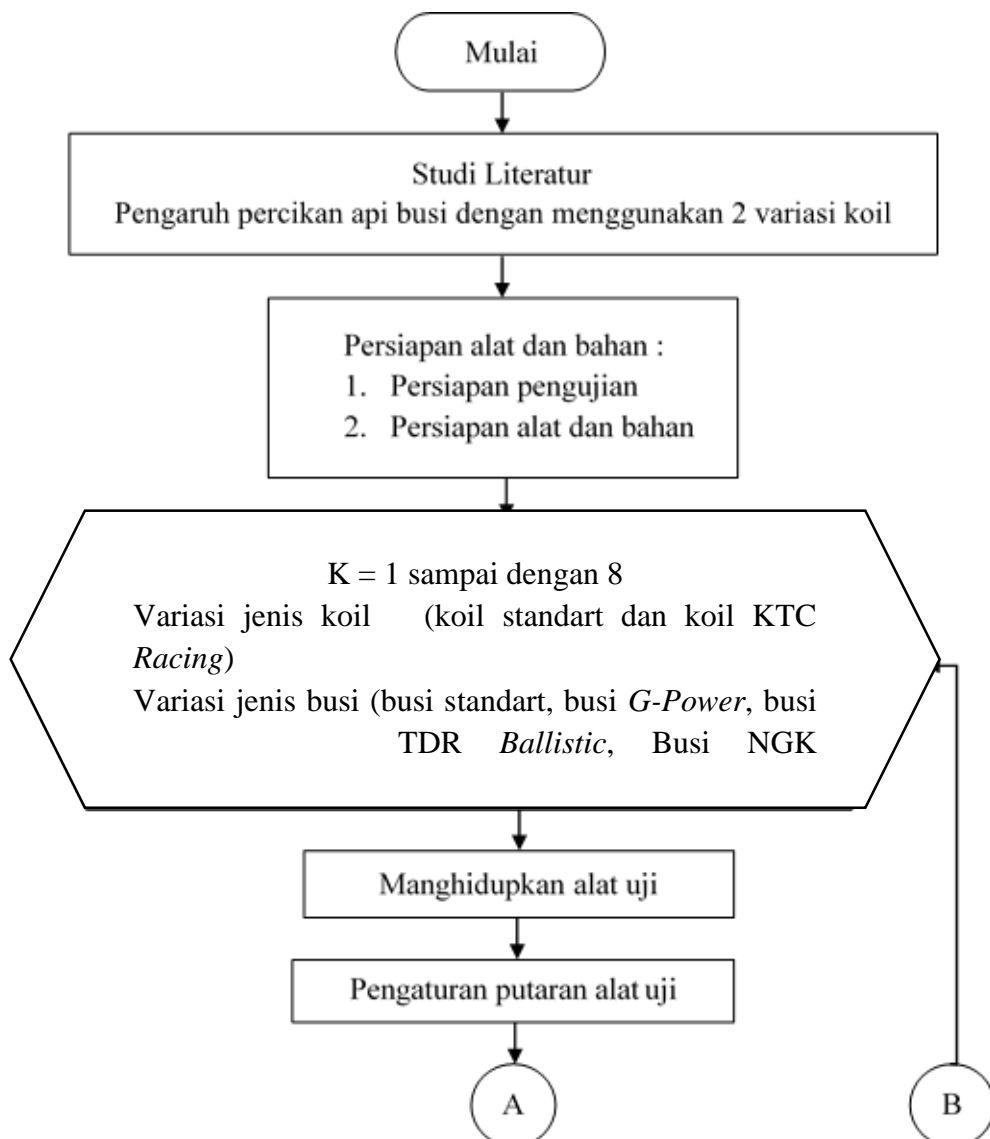 Mulai
Studi Literatur
Pengaruh percikan api busi dengan menggunakan 2 variasi koil
Persiapan alat dan bahan :
1. Persiapan pengujian
2. Persiapan alat dan bahan
K = 1 sampai dengan 8
Variasi jenis koil (koil standart dan koil KTC
Racing)
Variasi jenis busi (busi standart, busi G-Power, busi
TDR Ballistic, Busi NGK
Manghidupkan alat uji
Pengaturan putaran alat uji
A
B